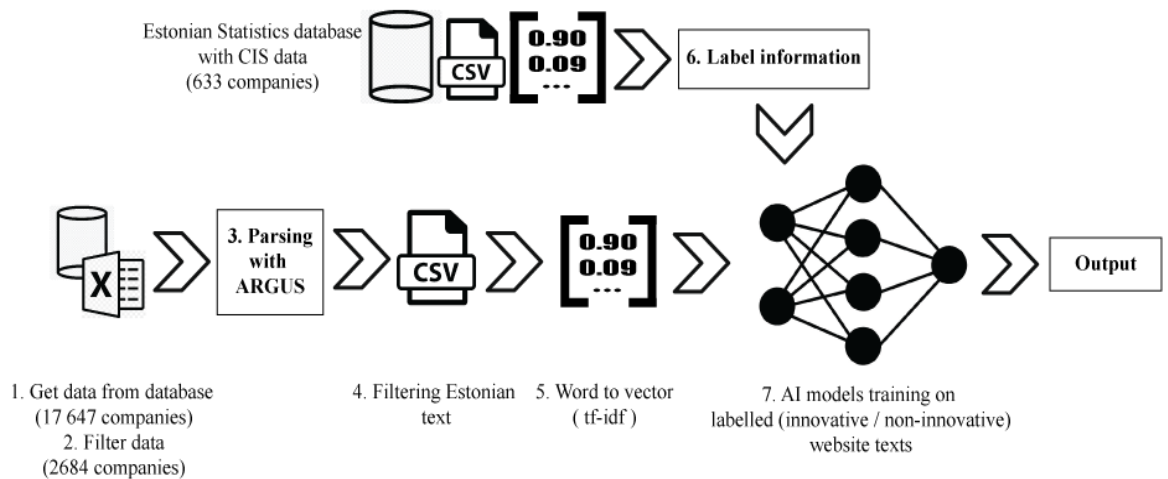 Estonian Statistics database
with CIS data
(633 companies)
CSV
0.90
0.09
...
6. Label information
X
3. Parsing
with
ARGUS
CSV
0.90
0.09
...
Output
1. Get data from database
(17 647 companies)
2. Filter data
(2684 companies)
4. Filtering Estonian
text
5. Word to vector
( tf-idf )
7. AI models training on
labelled (innovative / non-innovative)
website texts